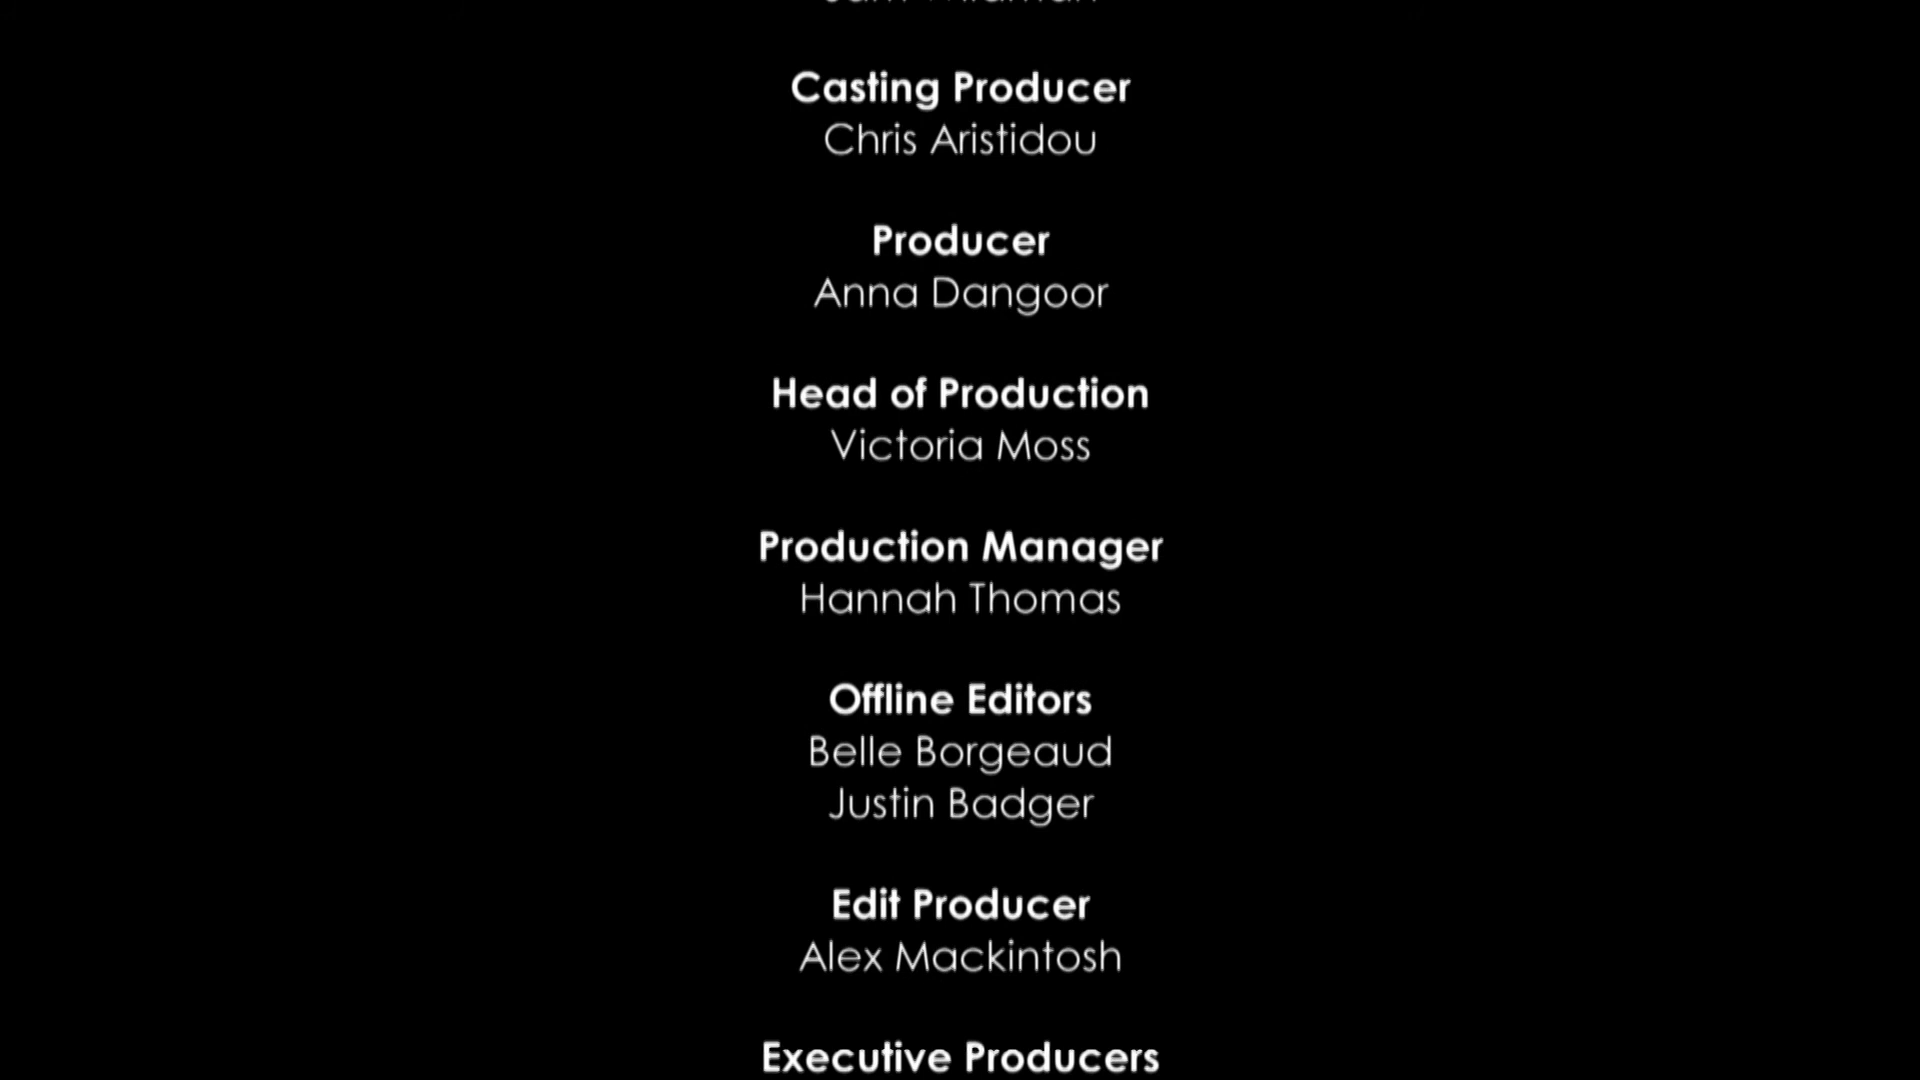 Casting Producer
Chris Aristidou
Producer
Anna Dangoor
Head of Production
Victoria Moss
Production Manager
Hannah Thomas
Offline Editors
Belle Borgeaud
Justin Badger
Edit Producer
Alex Mackintosh
Executive Producers